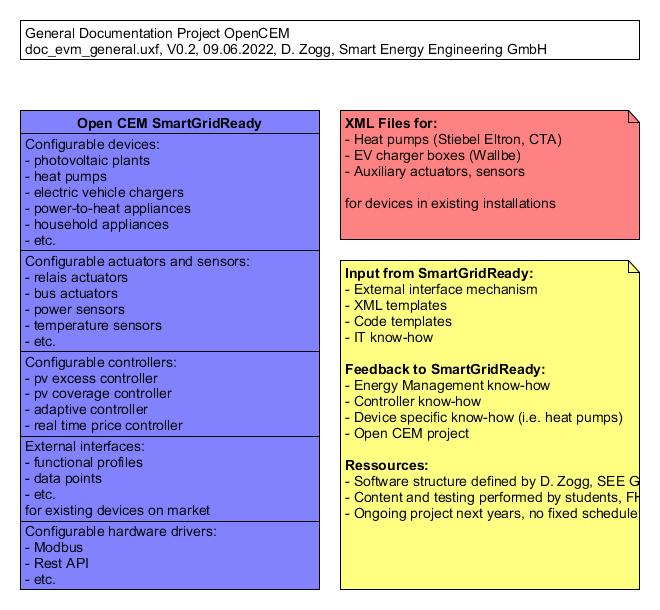 General Documentation Project OpenCEM
doc_evm_general.uxf, V0.2, 09.06.2022, D. Zogg, Smart Energy Engineering GmbH
Open CEM SmartGridReady
Configurable devices:
- photovoltaic plants
- heat pumps
- electric vehicle chargers
- power-to-heat appliances
- household appliances
- etc.
Configurable actuators and sensors:
- relais actuators
- bus actuators
- power sensors
- temperature sensors
- etc.
Configurable controllers:
- pv excess controller
- pv coverage controller
- adaptive controller
- real time price controller
External interfaces:
- functional profiles
- data points
- etc.
for existing devices on market
Configurable hardware drivers:
- Modbus
- Rest API
- etc.
XML Files for:
- Heat pumps (Stiebel Eltron, CTA)
- EV charger boxes (Wallbe)
- Auxiliary actuators, sensors
for devices in existing installations
Input from SmartGridReady:
- External interface mechanism
- XML templates
- Code templates
- IT know-how
Feedback to SmartGridReady:
- Energy Management know-how
- Controller know-how
- Device specific know-how (i.e. heat pumps)
- Open CEM project
Ressources:
- Software structure defined by D. Zogg, SEE
- Content and testing performed by students,
- Ongoing project next years, no fixed schedule